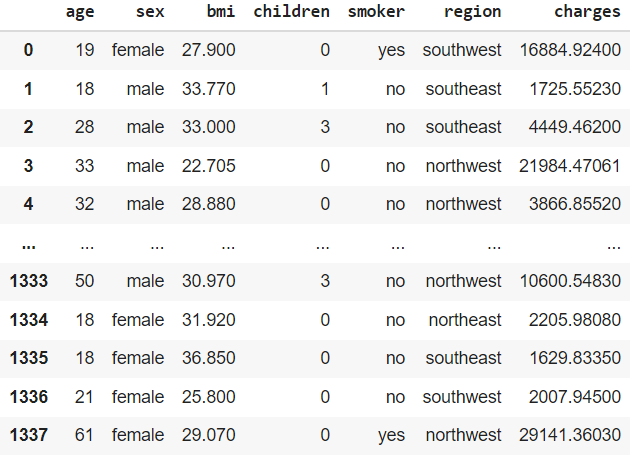 age sex bmi children smoker region charges
0 19 female 27.900 0 yes southwest 16884.92400
1 18 male 33.770 1 no southeast 1725.55230
2 28 male 33.000 3 no southeast 4449.46200
3 33 male 22.705 0 no northwest 21984.47061
4 32 male 28.880 0 no northwest 3866.85520
... ... ... ... ... ... ... ...
1333 50 male 30.970 3 no northwest 10600.54830
1334 18 female 31.920 0 no northeast 2205.98080
1335 18 female 36.850 0 no southeast 1629.83350
1336 21 female 25.800 0 no southwest 2007.94500
1337 61 female 29.070 0 yes northwest 29141.36030